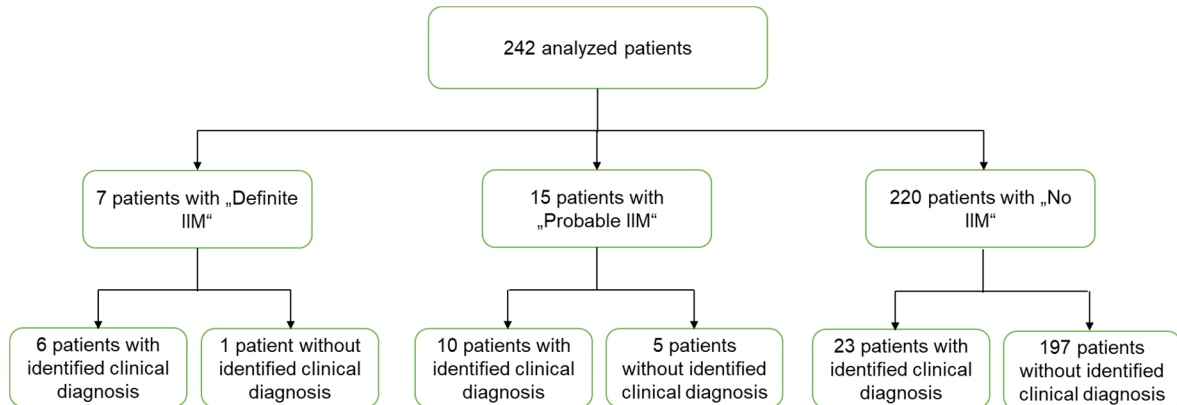 242 analyzed patients
7 patients with „Definite
IIM“
15 patients with
„Probable IIM“
220 patients with „No
IIM“
6 patients with
identified clinical
diagnosis
1 patient without
identified clinical
diagnosis
10 patients with
identified clinical
diagnosis
5 patients
without identified
clinical diagnosis
23 patients with
identified clinical
diagnosis
197 patients
without identified
clinical diagnosis